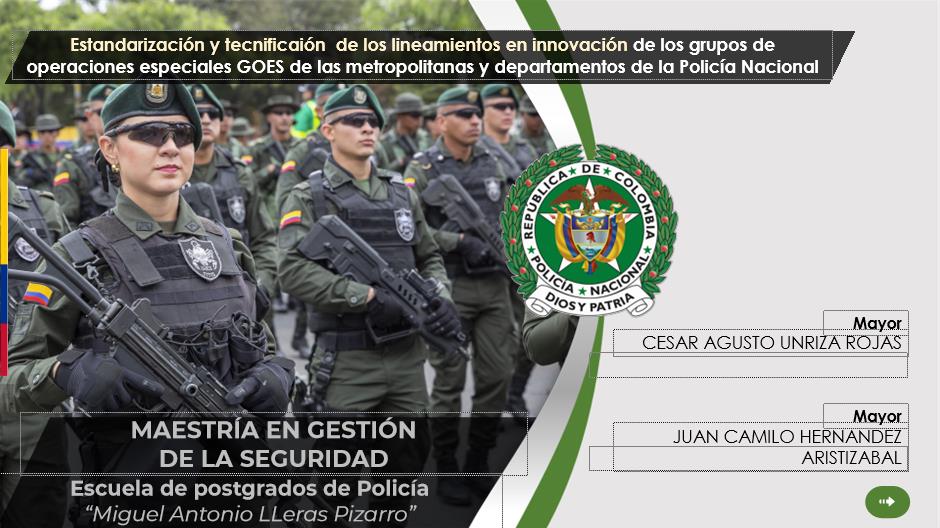 Estandarización y tecnificaión de los lineamientos en innovación de los grupos de
operaciones especiales GOES de las metropolitanas y departamentos de la Policía Nacional
REPÚBLICA DE COLOMBIA
POLICÍA NACIONAL
DIOS Y PATRIA
Mayor
CESAR AGUSTO UNRIZA ROJAS
Mayor
JUAN CAMILO HERNANDEZ
ARISTIZABAL
MAESTRÍA EN GESTIÓN
DE LA SEGURIDAD
Escuela de postgrados de Policía
“Miguel Antonio LLeras Pizarro”